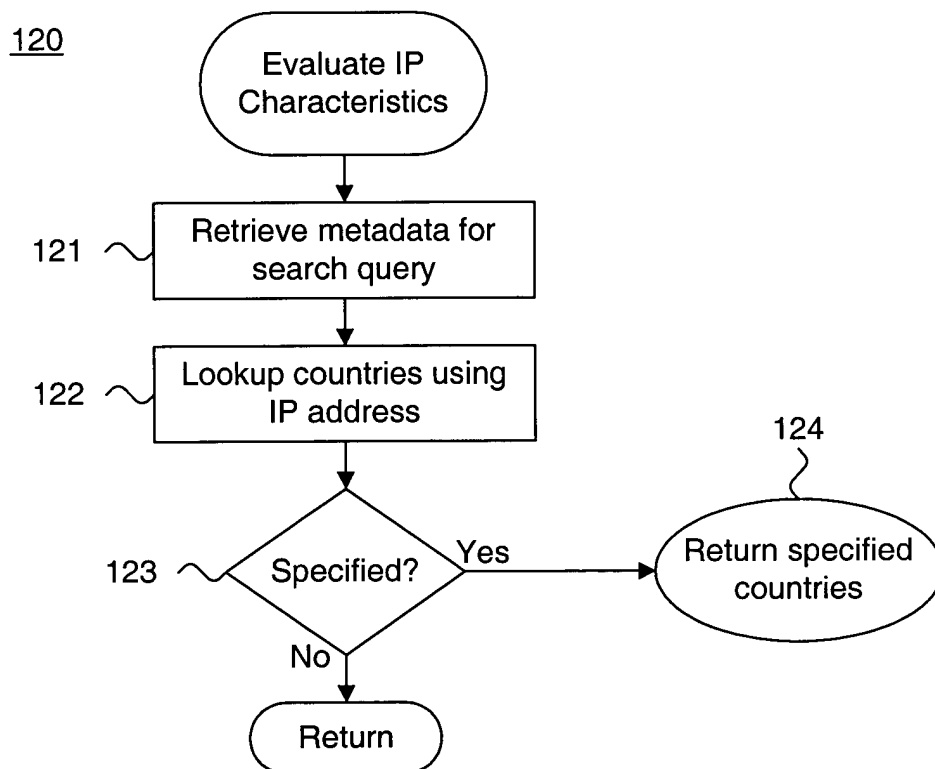 120
Evaluate IP
Characteristics
121
Retrieve metadata for
search query
122
Lookup countries using
IP address
123
Specified?
Yes
124
Return specified
countries
No
Return